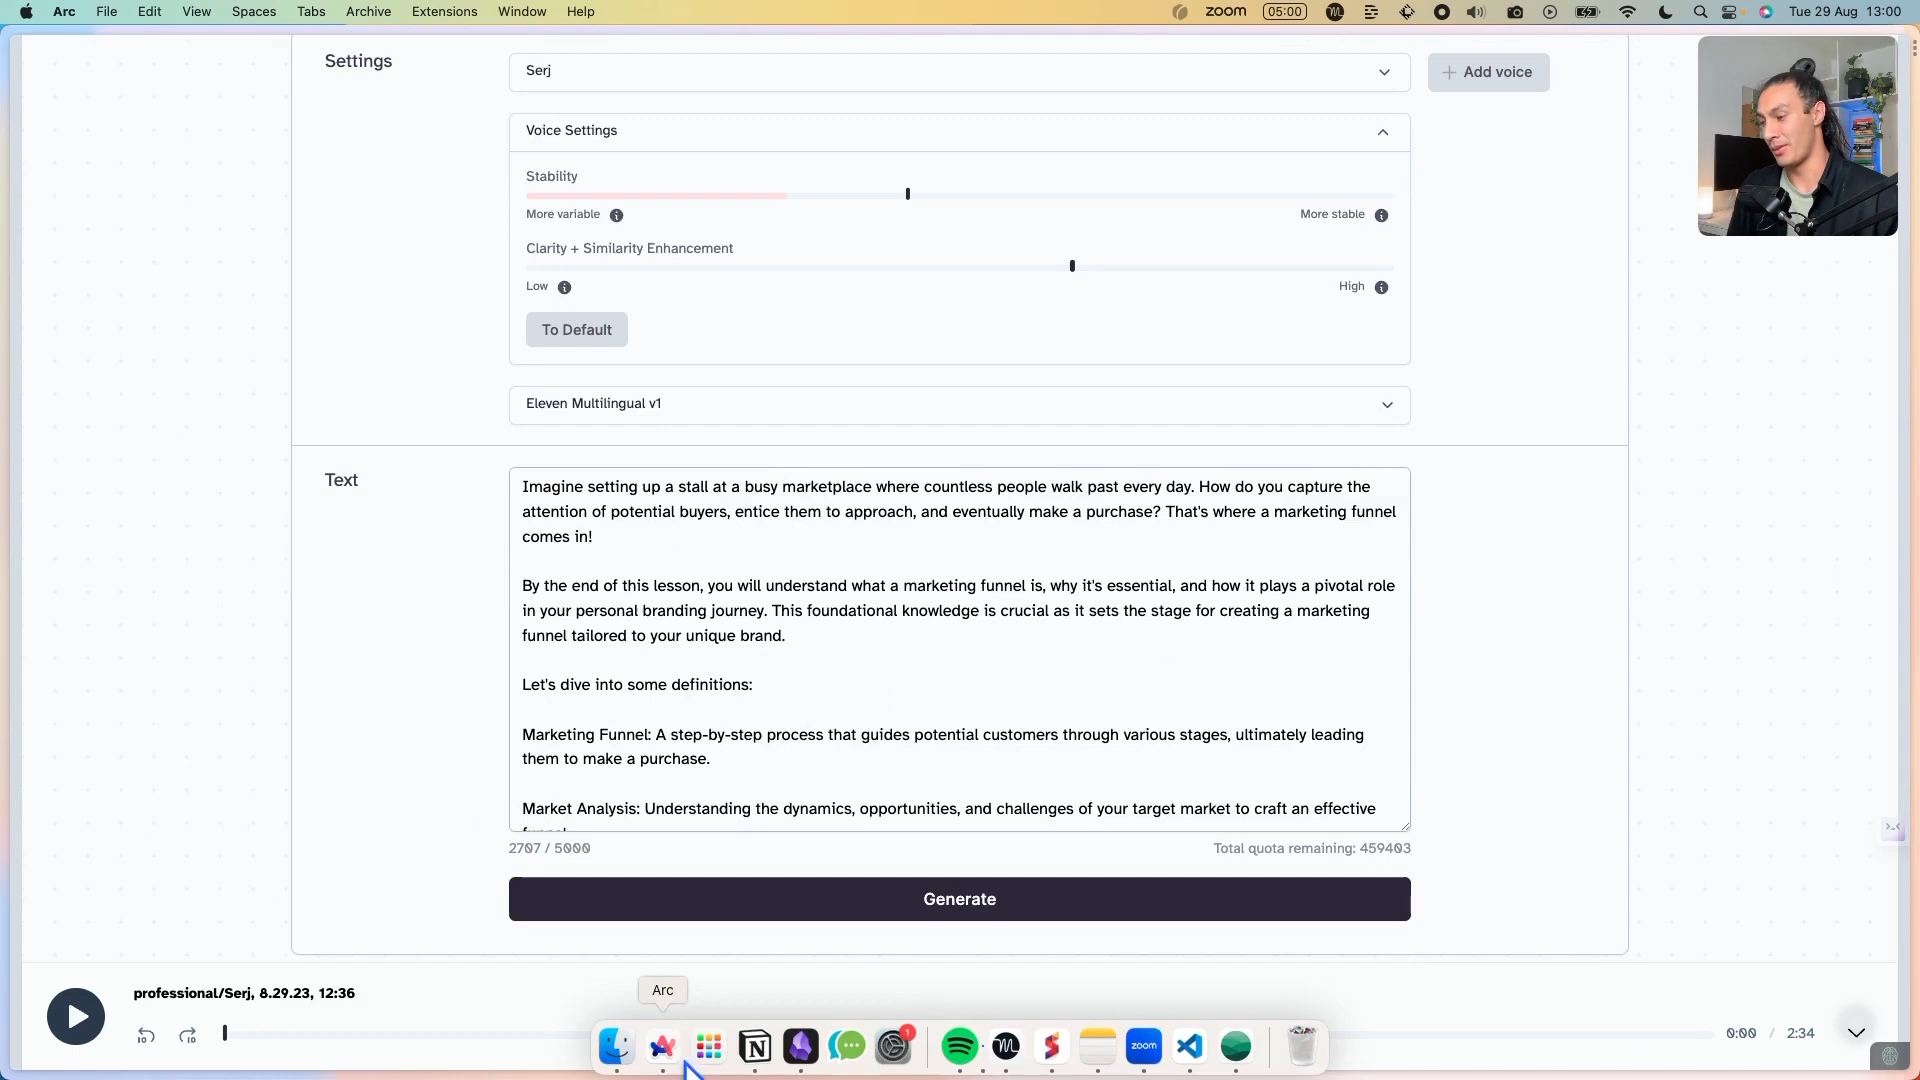 Arc File Edit View Spaces Tabs Archive Extensions Window Help zoom 05:00 Tue 29 Aug 13:00
Settings
Serj
Add voice
Voice Settings
Stability
More variable
More stable
Clarity + Similarity Enhancement
Low
High
To Default
Eleven Multilingual v1
Text
Imagine setting up a stall at a busy marketplace where countless people walk past every day. How do you capture the
attention of potential buyers, entice them to approach, and eventually make a purchase? That's where a marketing funnel
comes in!
By the end of this lesson, you will understand what a marketing funnel is, why it's essential, and how it plays a pivotal role
in your personal branding journey. This foundational knowledge is crucial as it sets the stage for creating a marketing
funnel tailored to your unique brand.
Let's dive into some definitions:
Marketing Funnel: A step-by-step process that guides potential customers through various stages, ultimately leading
them to make a purchase.
Market Analysis: Understanding the dynamics, opportunities, and challenges of your target market to craft an effective
2707 / 5000
Total quota remaining: 459403
Generate
Arc
professional/Serj, 8.29.23, 12:36
10
10
0:00 / 2:34
1
zoom